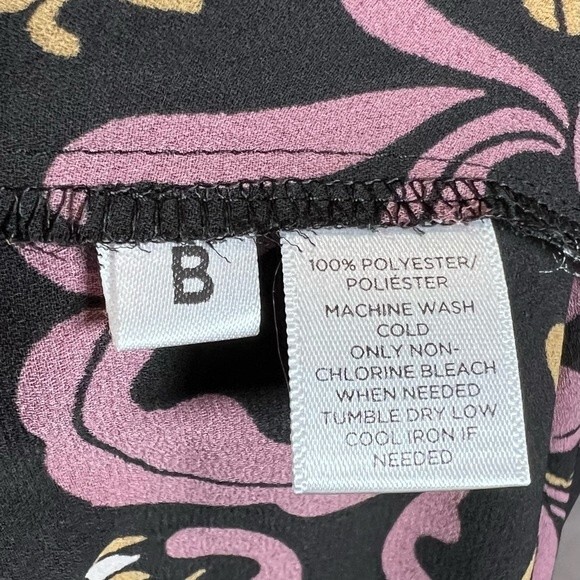 B
100% POLYESTER/
POLIÉSTER
MACHINE WASH
COLD
ONLY NON-
CHLORINE BLEACH
WHEN NEEDED
TUMBLE DRY LOW
COOL IRON IF
NEEDED